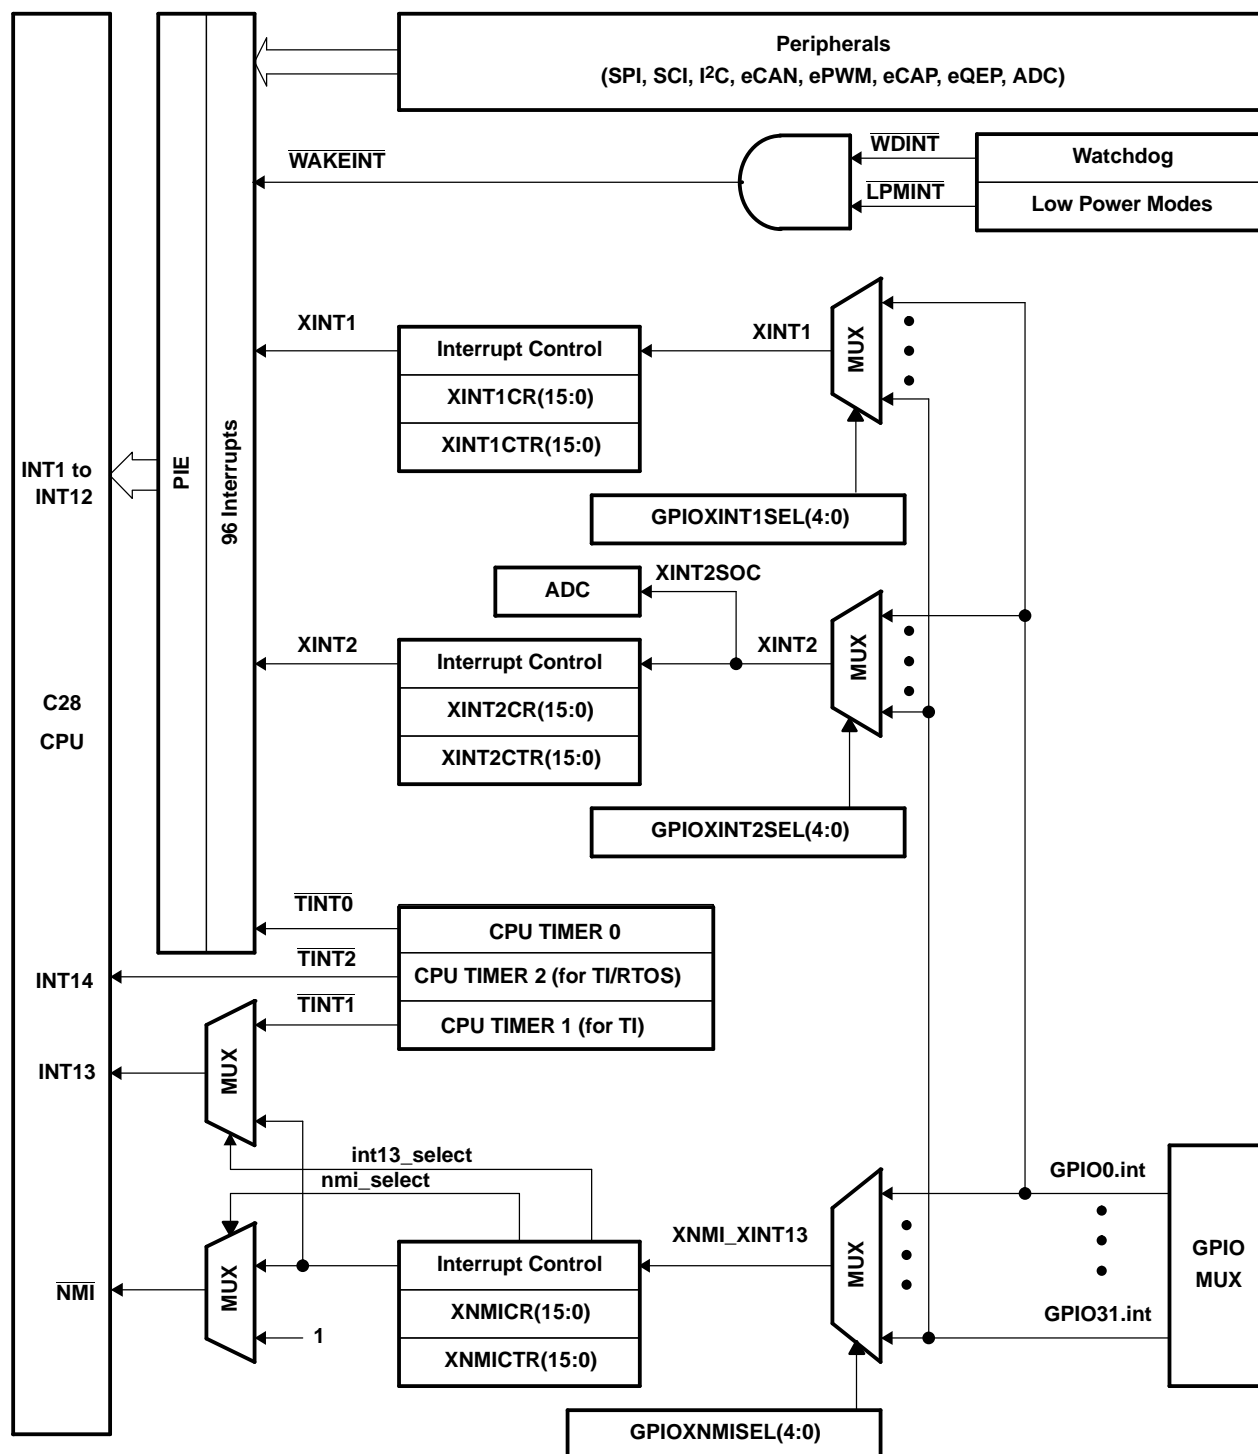 Peripherals
(SPI, SCI, I2C, eCAN, ePWM, eCAP, eQEP, ADC)
WAKEINT
WDINT
Watchdog
LPMINT
Low Power Modes
XINT1
Interrupt Control
XINT1CR(15:0)
XINT1CTR(15:0)
XINT1
MUX
GPIOXINT1SEL(4:0)
INT1 to
INT12
PIE
96 Interrupts
ADC
XINT2SOC
XINT2
Interrupt Control
XINT2CR(15:0)
XINT2CTR(15:0)
XINT2
MUX
GPIOXINT2SEL(4:0)
C28
CPU
TINT0
CPU TIMER 0
INT14
TINT2
CPU TIMER 2 (for TI/RTOS)
TINT1
CPU TIMER 1 (for TI)
INT13
MUX
int13_select
nmi_select
NMI
MUX
1
Interrupt Control
XNMICR(15:0)
XNMICTR(15:0)
XNMI_XINT13
MUX
GPIO0.int
GPIO31.int
GPIO
MUX
GPIOXNMISEL(4:0)